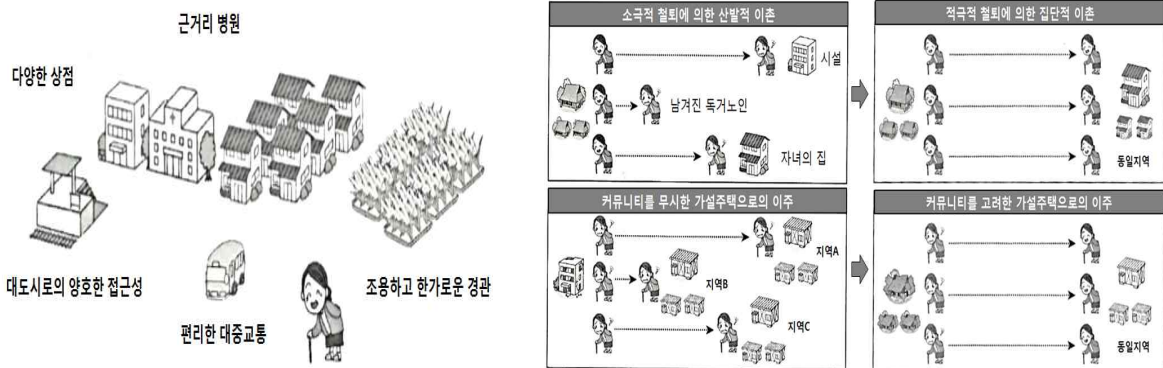 근거리 병원
다양한 상점
대도시로의 양호한 접근성
조용하고 한가로운 경관
편리한 대중교통
소극적 철퇴에 의한 산발적 이촌
시설
남겨진 독거노인
자녀의 집
적극적 철퇴에 의한 집단적 이촌
동일지역
커뮤니티를 무시한 가설주택으로의 이주
지역A
지역B
지역C
커뮤니티를 고려한 가설주택으로의 이주
동일지역